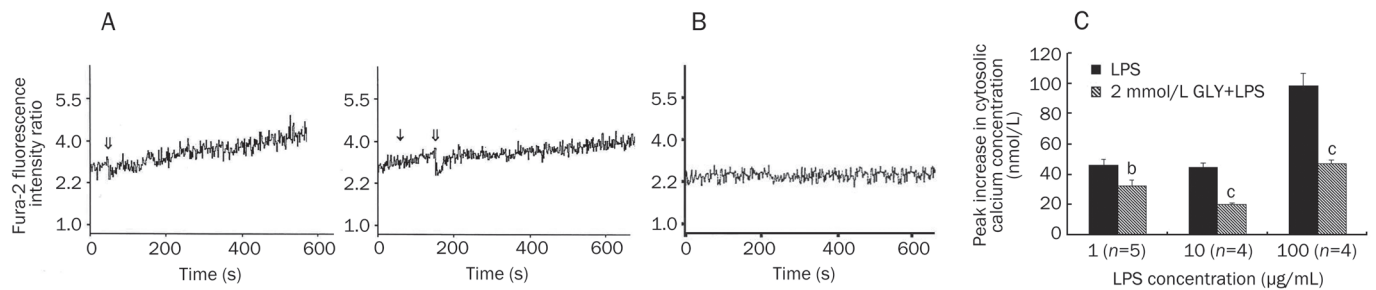 A
B
C
Fura-2 fluorescence
intensity ratio
5.5
4.0
2.2
1.0
0 200 400 600
Time (s)
5.5
4.0
2.2
1.0
0 200 400 600
Time (s)
5.5
4.0
2.2
1.0
0 200 400 600
Time (s)
Peak increase in cytosolic
calcium concentration
(nmol/L)
120
100
80
60
40
20
0
LPS
2 mmol/L GLY+LPS
b
c
c
1 (n=5) 10 (n=4) 100 (n=4)
LPS concentration (µg/mL)